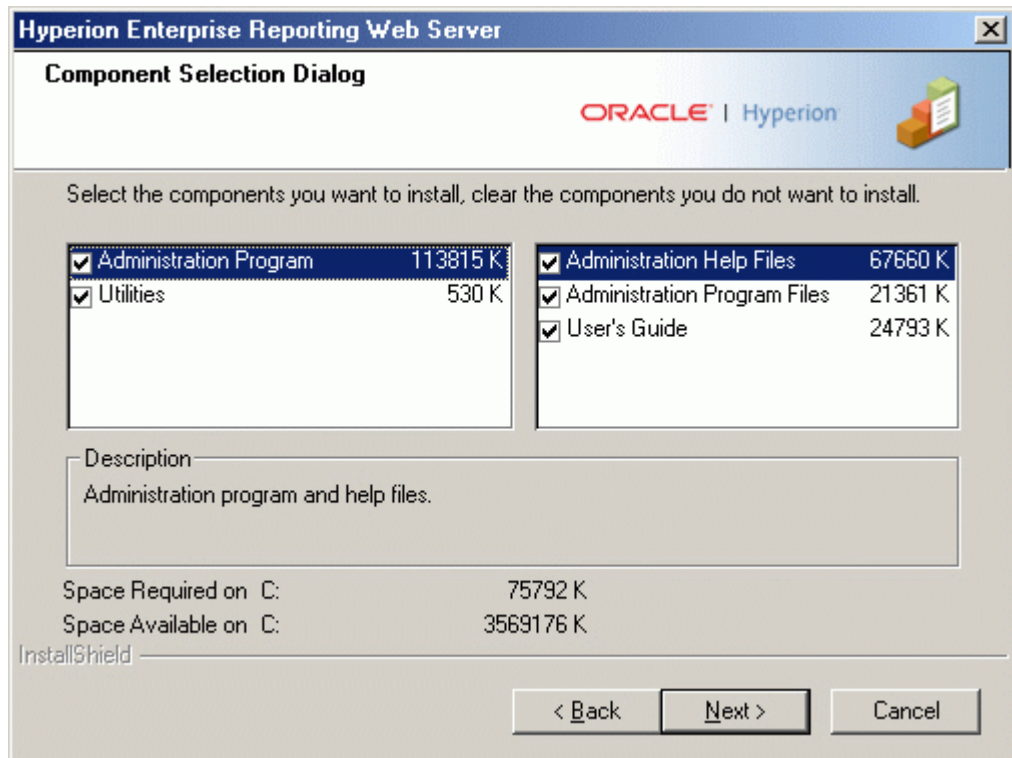 Hyperion Enterprise Reporting Web Server
Component Selection Dialog
ORACLE | Hyperion
Select the components you want to install, clear the components you do not want to install.
Administration Program 113815 K
Utilities 530 K
Administration Help Files 67660 K
Administration Program Files 21361 K
User's Guide 24793 K
Description
Administration program and help files.
Space Required on C: 75792 K
Space Available on C: 3569176 K
InstallShield
< Back Next > Cancel